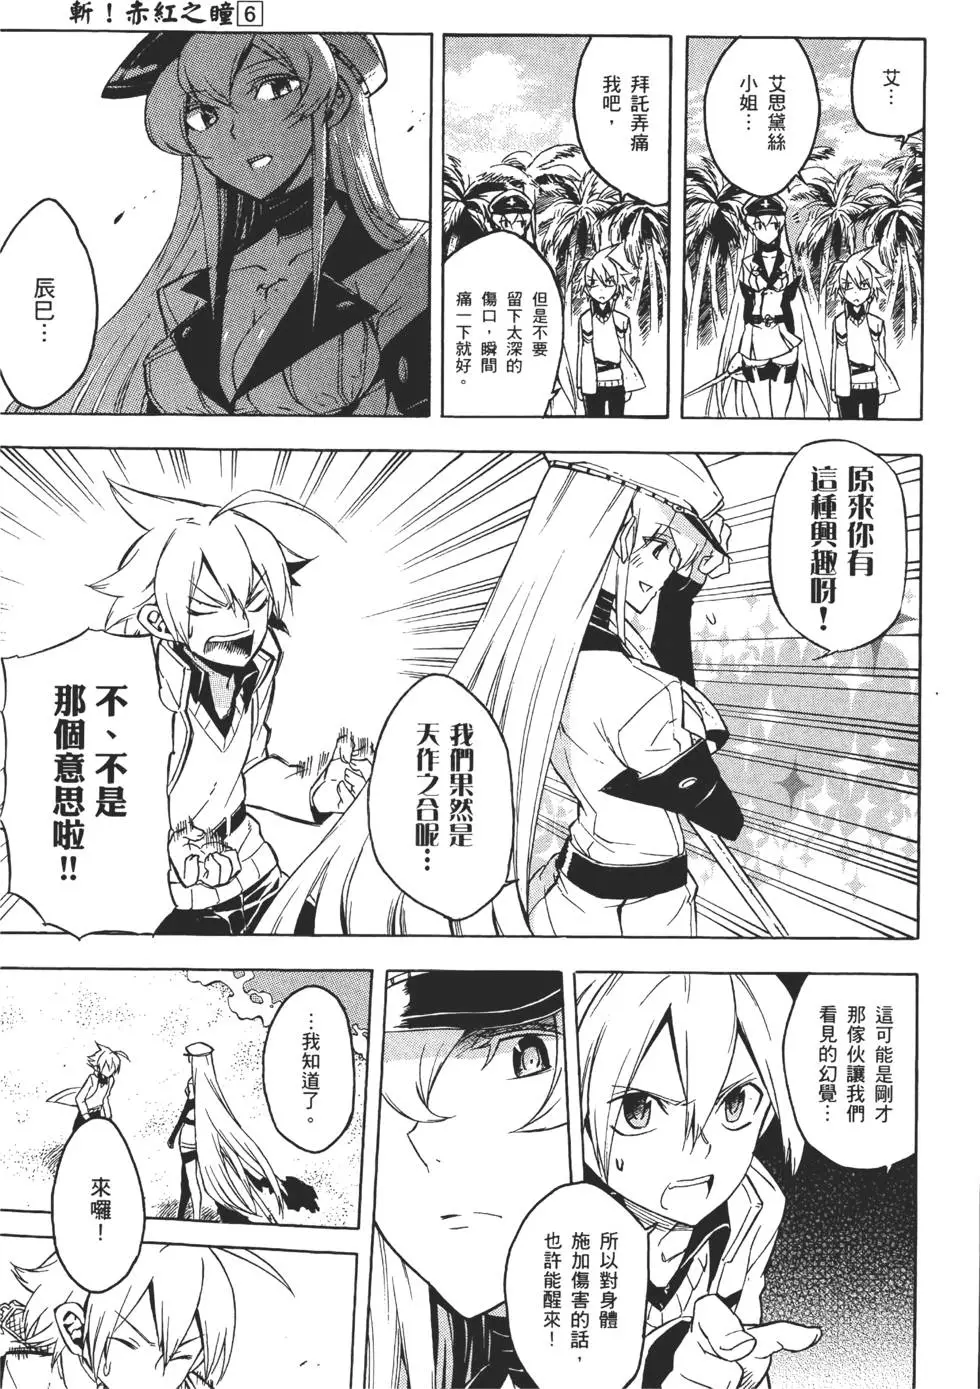 斬！赤紅之瞳6
艾…
艾思黛絲
小姐…
拜託弄痛
我吧，
但是不要
留下太深的
傷口，瞬間
痛一下就好。
辰巳…
原來你有
這種興趣呀！
我們果然是
天作之合呢…
不、不是
那個意思啦!!
這可能是剛才
那傢伙讓我們
看見的幻覺…
所以對身體
施加傷害的話，
也許能醒來！
…我知道了。
來囉！